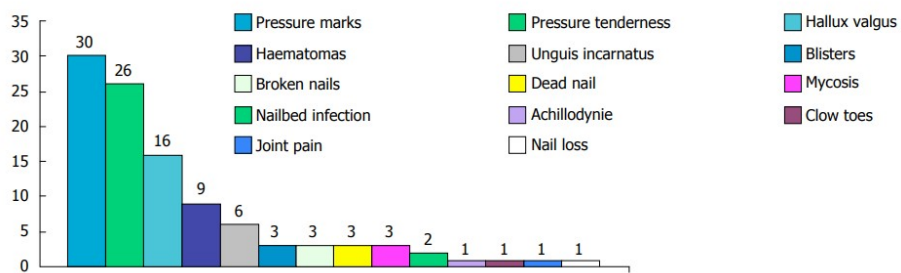 35
30
25
20
15
10
5
0
30
26
16
9
6
3
3
3
3
2
1
1
1
1
Pressure marks
Pressure tenderness
Hallux valgus
Haematomas
Unguis incarnatus
Blisters
Broken nails
Dead nail
Mycosis
Nailbed infection
Achillodynie
Clow toes
Joint pain
Nail loss